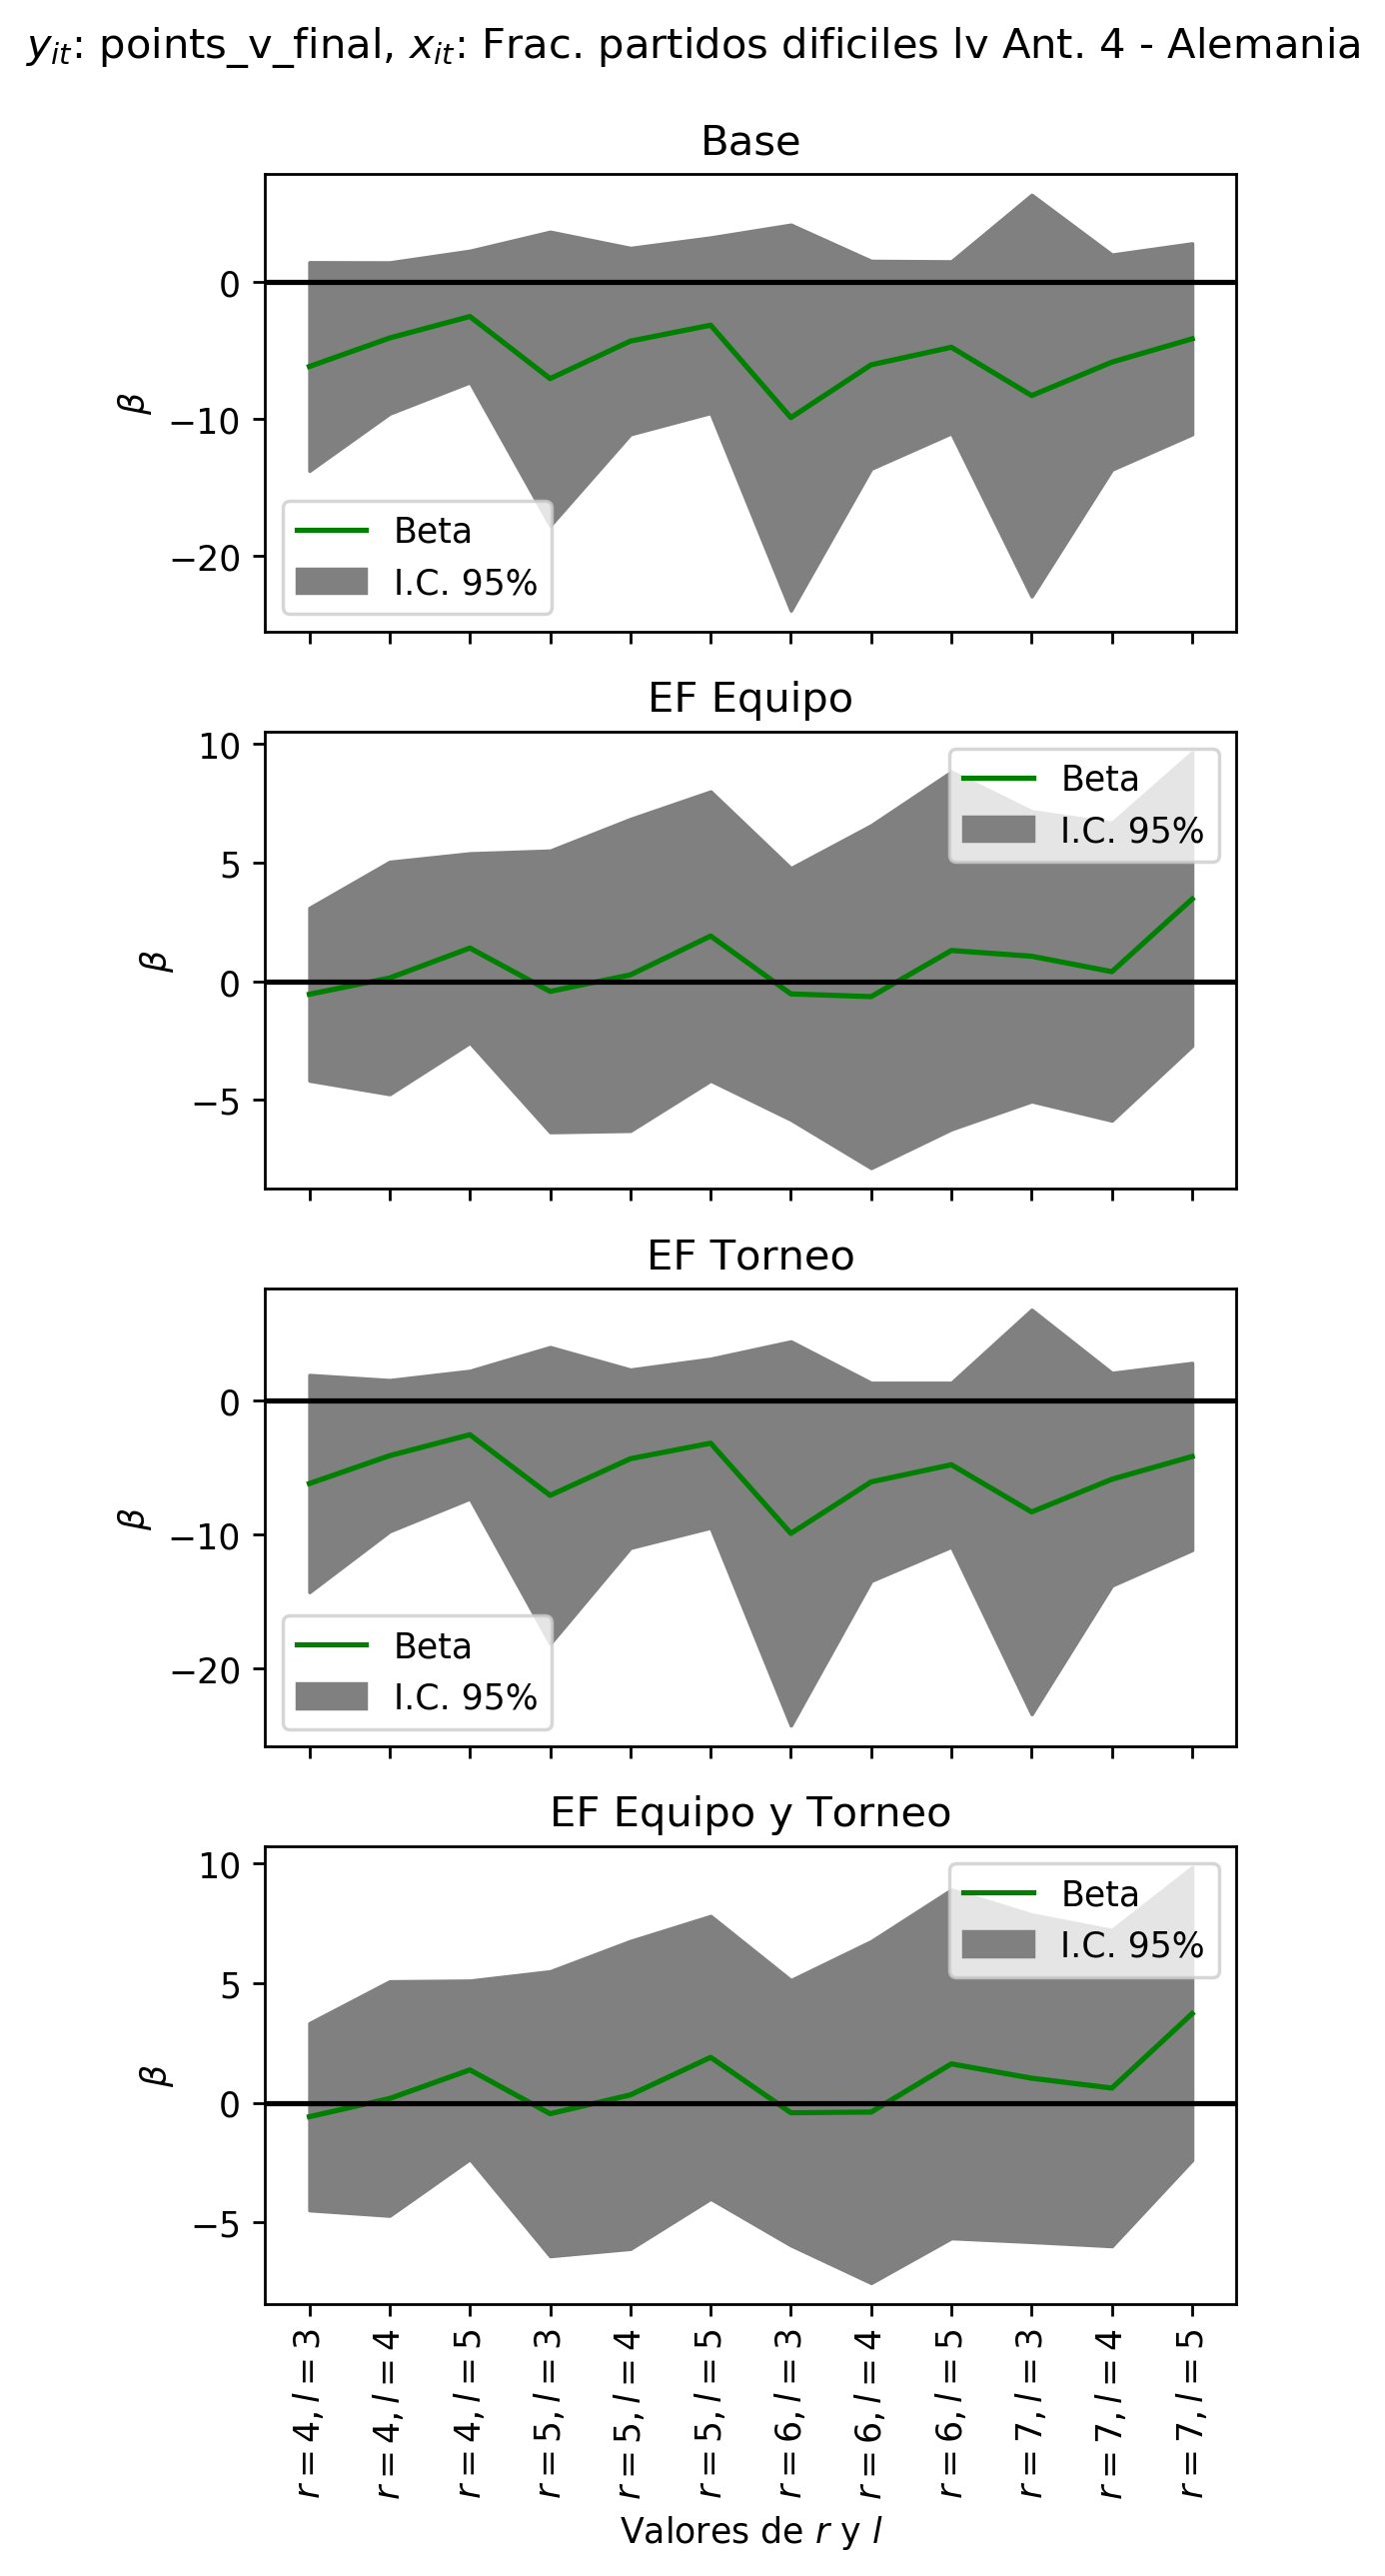 y_it: points_v_final, x_it: Frac. partidos dificiles lv Ant. 4 - Alemania
Base
0
−10
−20
β
Beta
I.C. 95%
EF Equipo
10
5
0
−5
β
Beta
I.C. 95%
EF Torneo
0
−10
−20
β
Beta
I.C. 95%
EF Equipo y Torneo
10
5
0
−5
β
Beta
I.C. 95%
r = 4, l = 3
r = 4, l = 4
r = 4, l = 5
r = 5, l = 3
r = 5, l = 4
r = 5, l = 5
r = 6, l = 3
r = 6, l = 4
r = 6, l = 5
r = 7, l = 3
r = 7, l = 4
r = 7, l = 5
Valores de r y l